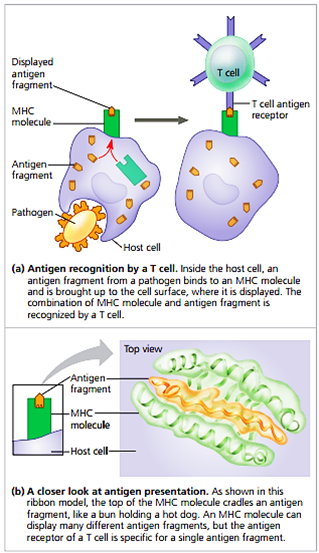 Displayed
antigen
fragment
T cell
MHC
molecule
T cell antigen
receptor
Antigen
fragment
Pathogen
Host cell
(a) Antigen recognition by a T cell. Inside the host cell, an
antigen fragment from a pathogen binds to an MHC molecule
and is brought up to the cell surface, where it is displayed. The
combination of MHC molecule and antigen fragment is
recognized by a T cell.
Top view
Antigen
fragment
MHC
molecule
Host cell
(b) A closer look at antigen presentation. As shown in this
ribbon model, the top of the MHC molecule cradles an antigen
fragment, like a bun holding a hot dog. An MHC molecule can
display many different antigen fragments, but the antigen
receptor of a T cell is specific for a single antigen fragment.